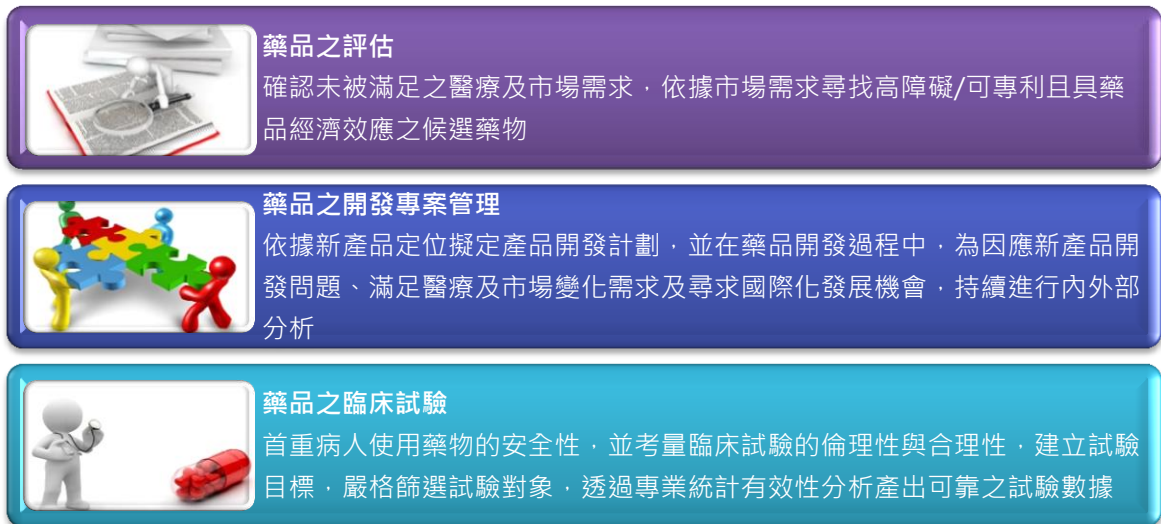 藥品之評估
確認未被滿足之醫療及市場需求，依據市場需求尋找高障礙/可專利且具藥
品經濟效應之候選藥物
藥品之開發專案管理
依據新產品定位擬定產品開發計劃，並在藥品開發過程中，為因應新產品開
發問題、滿足醫療及市場變化需求及尋求國際化發展機會，持續進行內外部
分析
藥品之臨床試驗
首重病人使用藥物的安全性，並考量臨床試驗的倫理性與合理性，建立試驗
目標，嚴格篩選試驗對象，透過專業統計有效性分析產出可靠之試驗數據